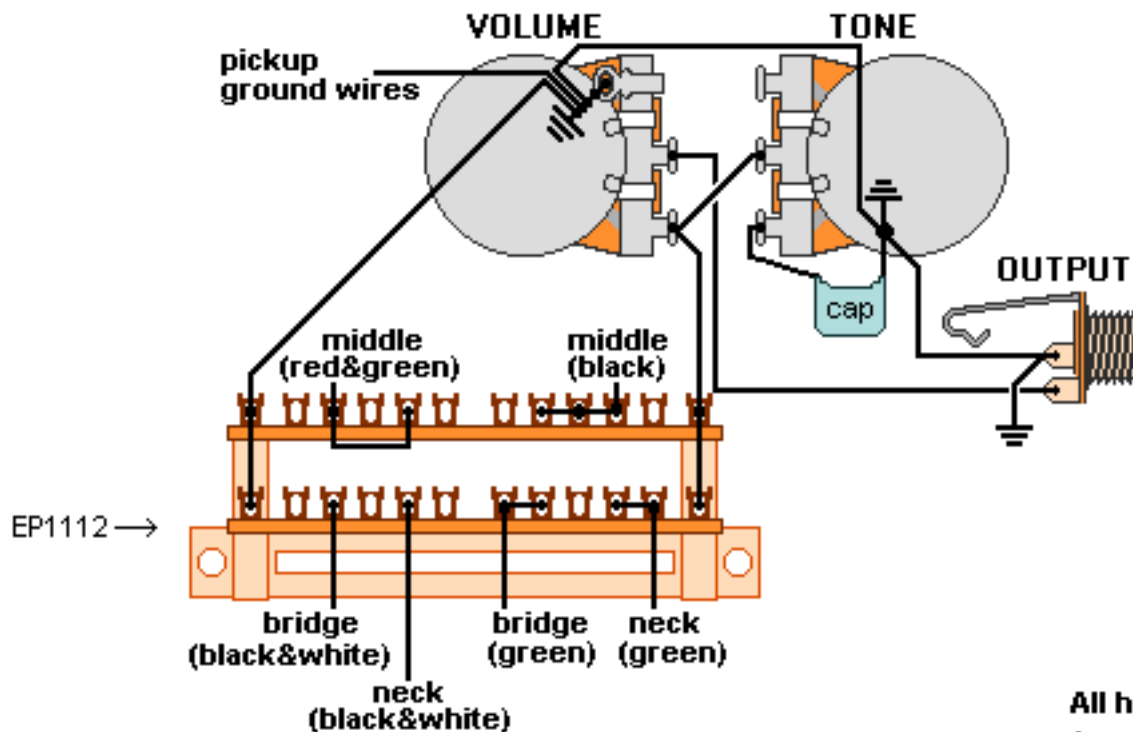 VOLUME
TONE
pickup
ground wires
OUTPUT
cap
middle
(red&green)
middle
(black)
EP1112
bridge
(black&white)
bridge
(green)
neck
(green)
neck
(black&white)
All h